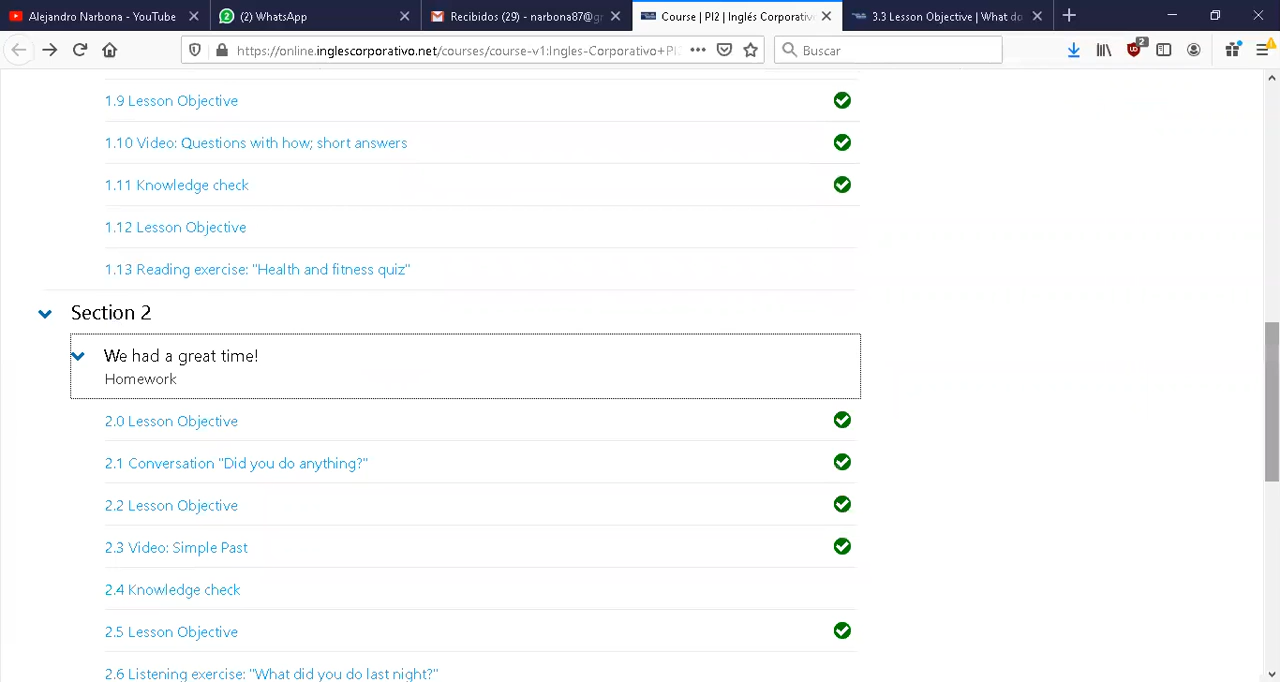 Alejandro Narbona - YouTube
(2) WhatsApp
Recibidos (29) - narbona87@gr
Course | PI2 | Inglés Corporativo
3.3 Lesson Objective | What do
https://online.inglescorporativo.net/courses/course-v1:Ingles-Corporativo+PI
Buscar
2
1.9 Lesson Objective
1.10 Video: Questions with how; short answers
1.11 Knowledge check
1.12 Lesson Objective
1.13 Reading exercise: "Health and fitness quiz"
Section 2
We had a great time!
Homework
2.0 Lesson Objective
2.1 Conversation "Did you do anything?"
2.2 Lesson Objective
2.3 Video: Simple Past
2.4 Knowledge check
2.5 Lesson Objective
2.6 Listening exercise: "What did you do last night?"